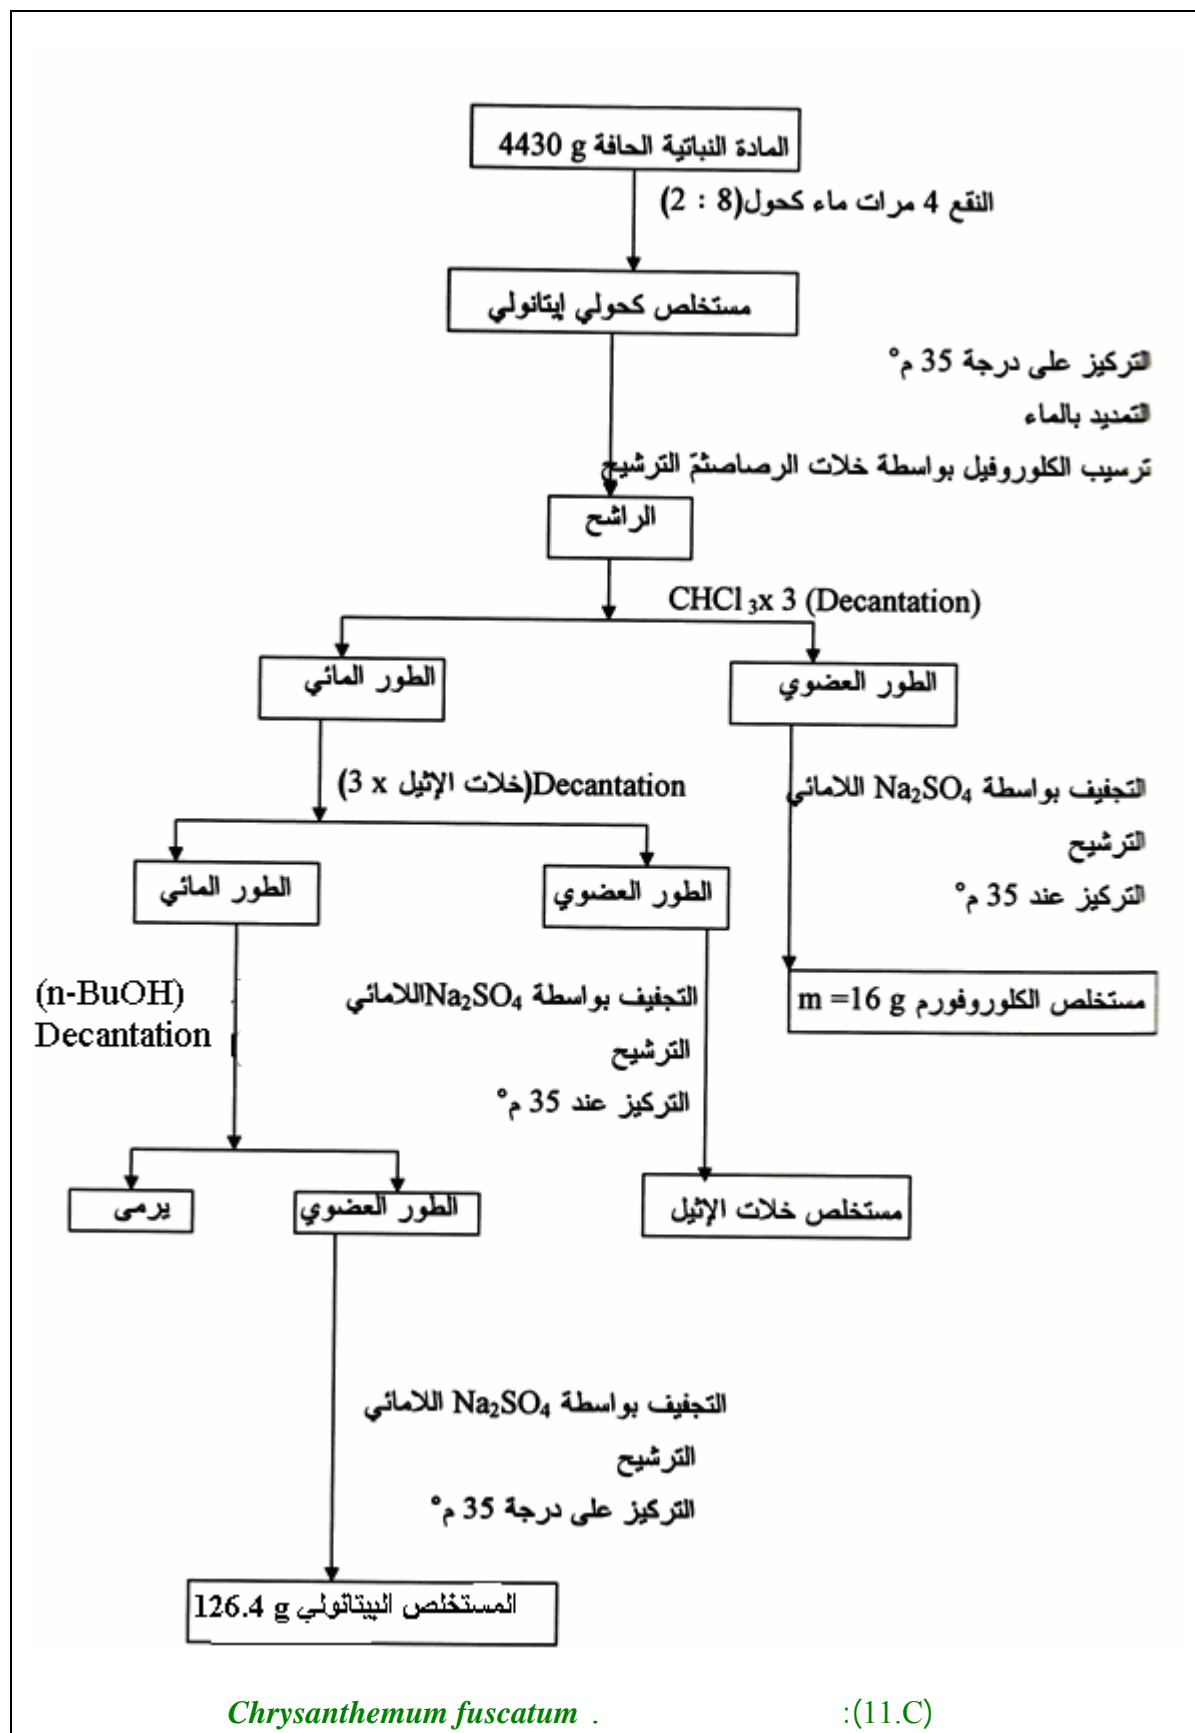 المادة النباتية الحافة 4430 g
النقع 4 مرات ماء كحول(8 : 2)
مستخلص كحولي إيتانولي
التركيز على درجة 35 م°
التمديد بالماء
ترسيب الكلوروفيل بواسطة خلات الرصاصثمّ الترشيح
الراشح
CHCl₃x 3 (Decantation)
الطور العضوي
الطور المائي
التجفيف بواسطة Na₂SO₄ اللامائي
الترشيح
التركيز عند 35 م°
مستخلص الكلوروفورم m =16 g
Decantation(خلات الإثيل x 3)
الطور العضوي
الطور المائي
التجفيف بواسطة Na₂SO₄اللامائي
الترشيح
التركيز عند 35 م°
مستخلص خلات الإثيل
(n-BuOH)
Decantation
الطور العضوي
يرمى
التجفيف بواسطة Na₂SO₄ اللامائي
الترشيح
التركيز على درجة 35 م°
المستخلص البيتانولي 126.4 g
:(11.C) Chrysanthemum fuscatum .